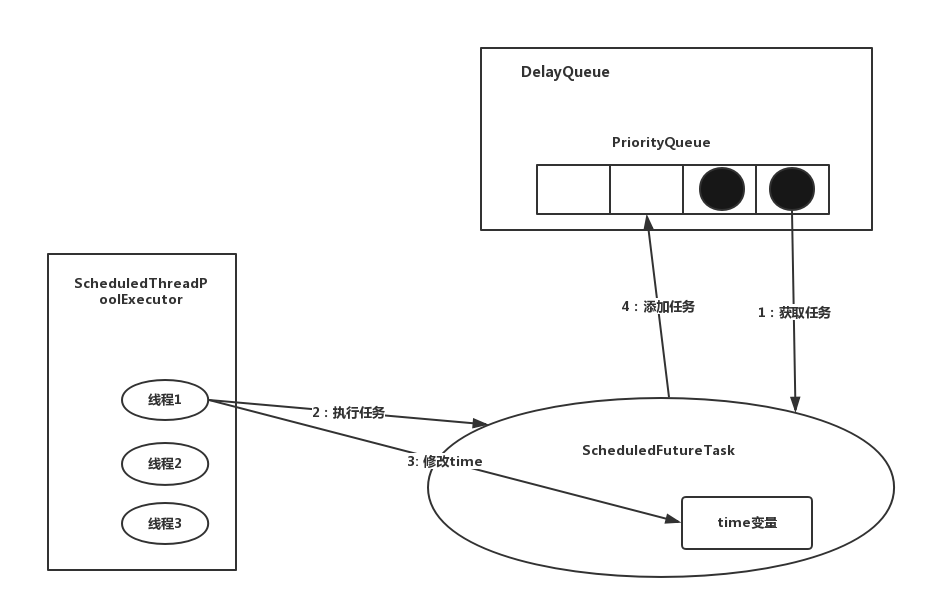 DelayQueue
PriorityQueue
ScheduledThreadP
oolExecutor
4：添加任务
1：获取任务
线程1
2：执行任务
线程2
3: 修改time
ScheduledFutureTask
线程3
time变量